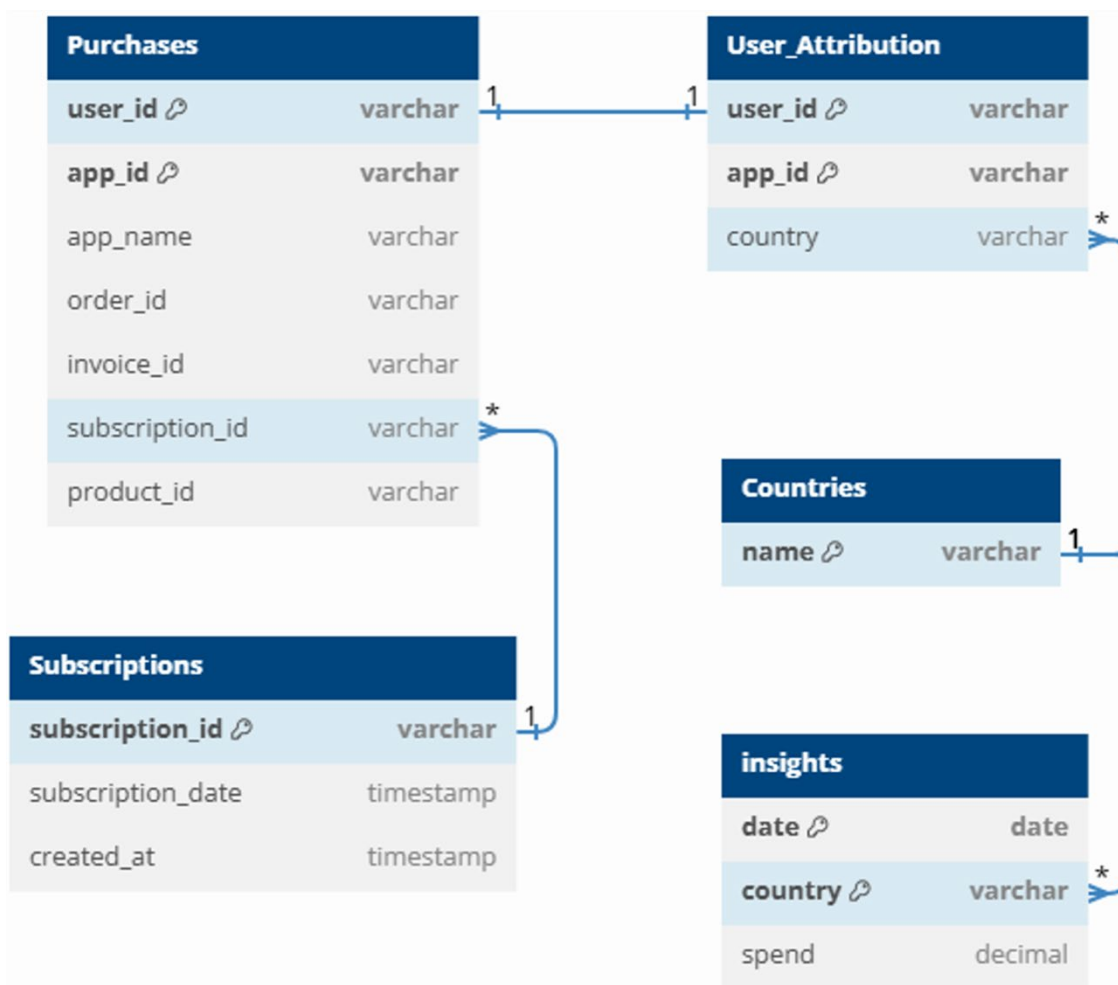 Purchases
user_id varchar
app_id varchar
app_name varchar
order_id varchar
invoice_id varchar
subscription_id varchar
product_id varchar
1 1
*
User_Attribution
user_id varchar
app_id varchar
country varchar
*
Countries
name varchar
1
Subscriptions
subscription_id varchar
subscription_date timestamp
created_at timestamp
1
insights
date date
country varchar
spend decimal
*